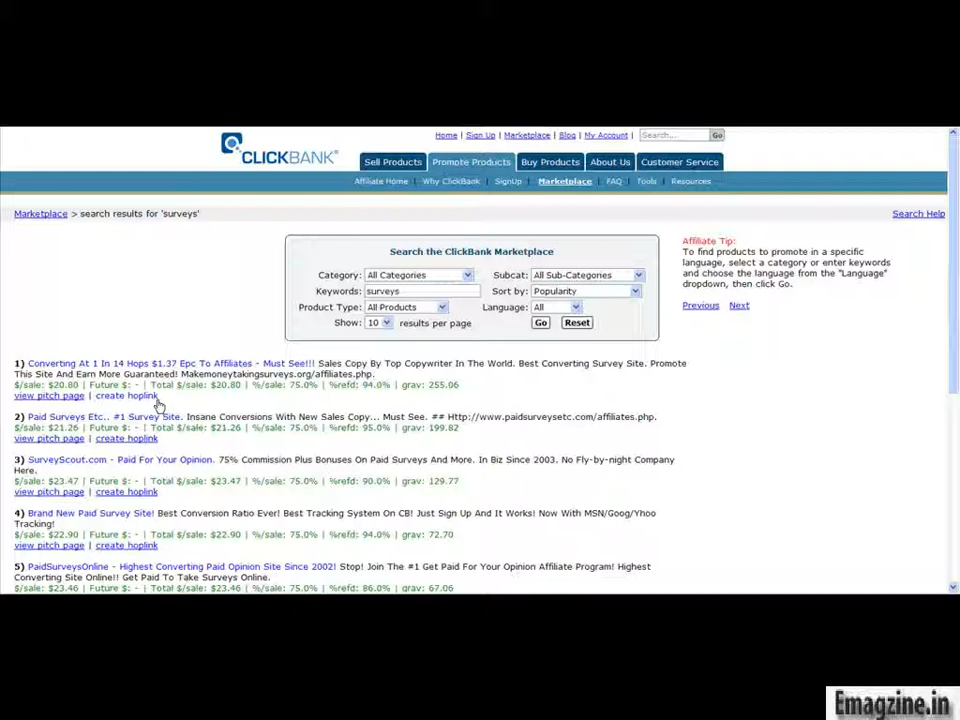 Home | Sign Up | Marketplace | Blog | My Account | Search... Go
CLICKBANK®
Sell Products Promote Products Buy Products About Us Customer Service
Affiliate Home Why ClickBank SignUp Marketplace FAQ Tools Resources
Marketplace > search results for 'surveys' Search Help
Search the ClickBank Marketplace
Category: All Categories Subcat: All Sub-Categories
Keywords: surveys Sort by: Popularity
Product Type: All Products Language: All
Show: 10 results per page Go Reset
Affiliate Tip:
To find products to promote in a specific
language, select a category or enter keywords
and choose the language from the "Language"
dropdown, then click Go.
Previous Next
1) Converting At 1 In 14 Hops $1.37 Epc To Affiliates - Must See!!! Sales Copy By Top Copywriter In The World. Best Converting Survey Site. Promote
This Site And Earn More Guaranteed! Makemoneytakingsurveys.org/affiliates.php.
$/sale: $20.80 | Future $: - | Total $/sale: $20.80 | %/sale: 75.0% | %refd: 94.0% | grav: 255.06
view pitch page | create hoplink
2) Paid Surveys Etc.. #1 Survey Site. Insane Conversions With New Sales Copy... Must See. ## Http://www.paidsurveysetc.com/affiliates.php.
$/sale: $21.26 | Future $: - | Total $/sale: $21.26 | %/sale: 75.0% | %refd: 95.0% | grav: 199.82
view pitch page | create hoplink
3) SurveyScout.com - Paid For Your Opinion. 75% Commission Plus Bonuses On Paid Surveys And More. In Biz Since 2003. No Fly-by-night Company
Here.
$/sale: $23.47 | Future $: - | Total $/sale: $23.47 | %/sale: 75.0% | %refd: 90.0% | grav: 129.77
view pitch page | create hoplink
4) Brand New Paid Survey Site! Best Conversion Ratio Ever! Best Tracking System On CB! Just Sign Up And It Works! Now With MSN/Goog/Yhoo
Tracking!
$/sale: $22.90 | Future $: - | Total $/sale: $22.90 | %/sale: 75.0% | %refd: 94.0% | grav: 72.70
view pitch page | create hoplink
5) PaidSurveysOnline - Highest Converting Paid Opinion Site Since 2002! Stop! Join The #1 Get Paid For Your Opinion Affiliate Program! Highest
Converting Site Online!! Get Paid To Take Surveys Online.
$/sale: $23.46 | Future $: - | Total $/sale: $23.46 | %/sale: 75.0% | %refd: 86.0% | grav: 67.06
Emagzine.in